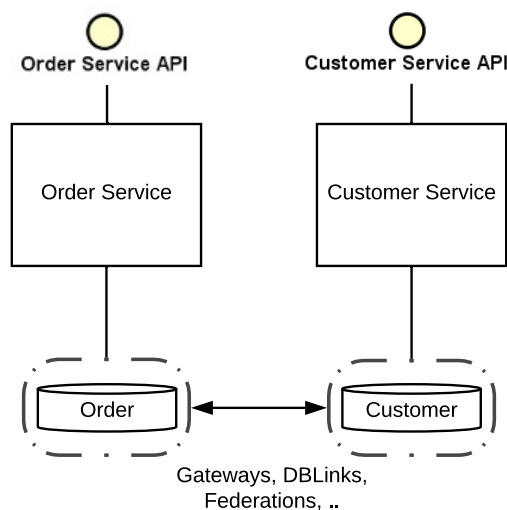 Order Service API
Customer Service API
Order Service
Customer Service
Order
Customer
Gateways, DBLinks,
Federations, ..